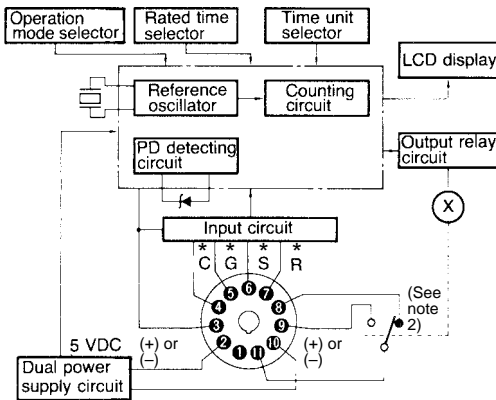 Operation
mode selector
Rated time
selector
Time unit
selector
LCD display
Reference
oscillator
Counting
circuit
PD detecting
circuit
Output relay
circuit
X
Input circuit
* * * *
C G S R
4 5 6 7 8
3 9
2 1 11 10
(See
note
2)
5 VDC
(+) or
(–)
(+) or
(–)
Dual power
supply circuit